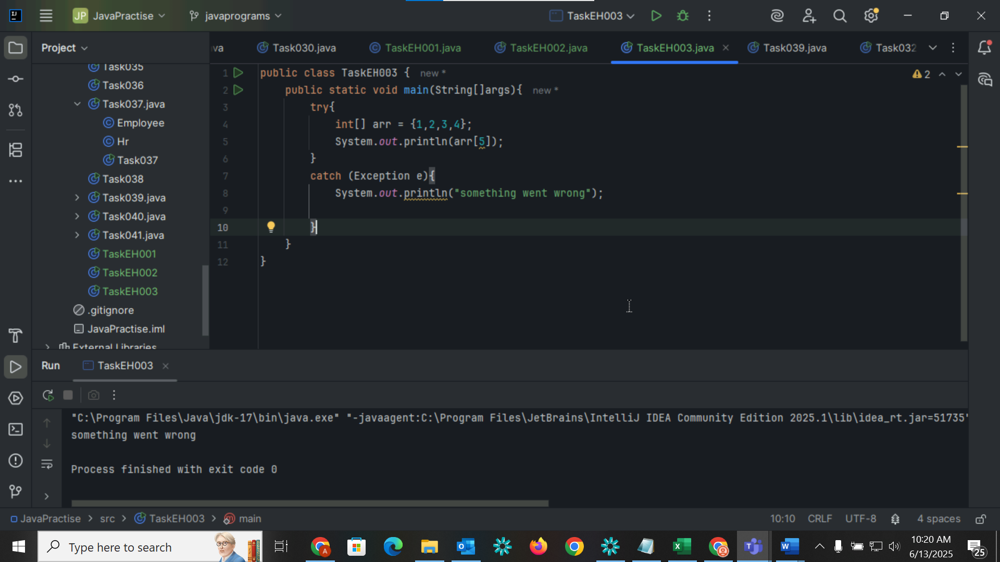 JP JavaPractise
javaprograms
TaskEH003
Project
va
Task030.java
TaskEH001.java
TaskEH002.java
TaskEH003.java
Task039.java
Task032
Task035
Task036
Task037.java
Employee
Hr
Task037
Task038
Task039.java
Task040.java
Task041.java
TaskEH001
TaskEH002
TaskEH003
.gitignore
JavaPractise.iml
External Libraries
1 public class TaskEH003 { new *
2 public static void main(String[]args){ new *
3 try{
4 int[] arr = {1,2,3,4};
5 System.out.println(arr[5]);
6 }
7 catch (Exception e){
8 System.out.println("something went wrong");
9
10 }
11 }
12 }
2
Run
TaskEH003
"C:\Program Files\Java\jdk-17\bin\java.exe" "-javaagent:C:\Program Files\JetBrains\IntelliJ IDEA Community Edition 2025.1\lib\idea_rt.jar=51735"
something went wrong
Process finished with exit code 0
JavaPractise > src > TaskEH003 > main
10:10 CRLF UTF-8 4 spaces
Type here to search
10:20 AM
6/13/2025
25